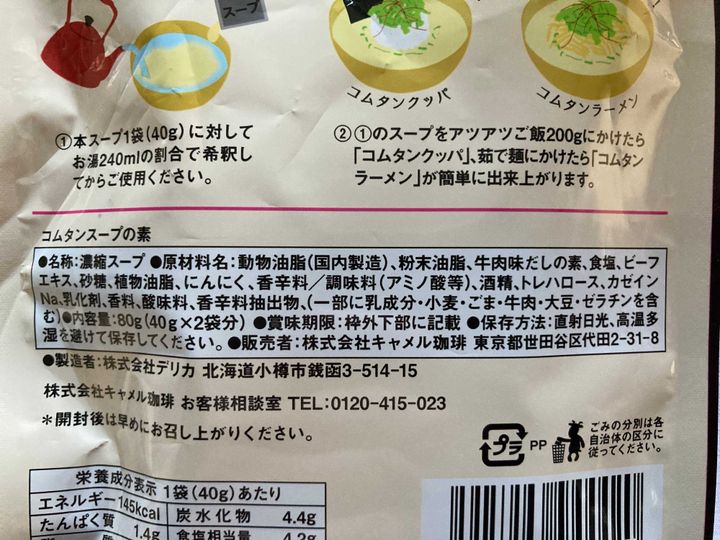 スープ
コムタンクッパ
コムタンラーメン
①本スープ1袋(40g)に対して
お湯240mlの割合で希釈し
てからご使用ください。
②①のスープをアツアツご飯200gにかけたら
「コムタンクッパ」、茹で麺にかけたら「コムタン
ラーメン」が簡単に出来上がります。
コムタンスープの素
●名称:濃縮スープ ●原材料名:動物油脂(国内製造)、粉末油脂、牛肉味だしの素、食塩、ビーフ
エキス、砂糖、植物油脂、にんにく、香辛料/調味料(アミノ酸等)、酒精、トレハロース、カゼイン
Na、乳化剤、香料、酸味料、香辛料抽出物、(一部に乳成分・小麦・ごま・牛肉・大豆・ゼラチンを含
む)●内容量:80g(40g×2袋分) ●賞味期限:枠外下部に記載 ●保存方法:直射日光、高温多
湿を避けて保存してください。●販売者:株式会社キャメル珈琲 東京都世田谷区代田2-31-8
●製造者:株式会社デリカ 北海道小樽市銭函3-514-15
株式会社キャメル珈琲 お客様相談室 TEL:0120-415-023
*開封後は早めにお召し上がりください。
プラ
PP
ごみの分別は各
自治体の区分に
従ってください。
栄養成分表示 1袋(40g)あたり
エネルギー 145kcal 炭水化物 4.4g
たんぱく質 1.4g 食塩相当量 4.2g